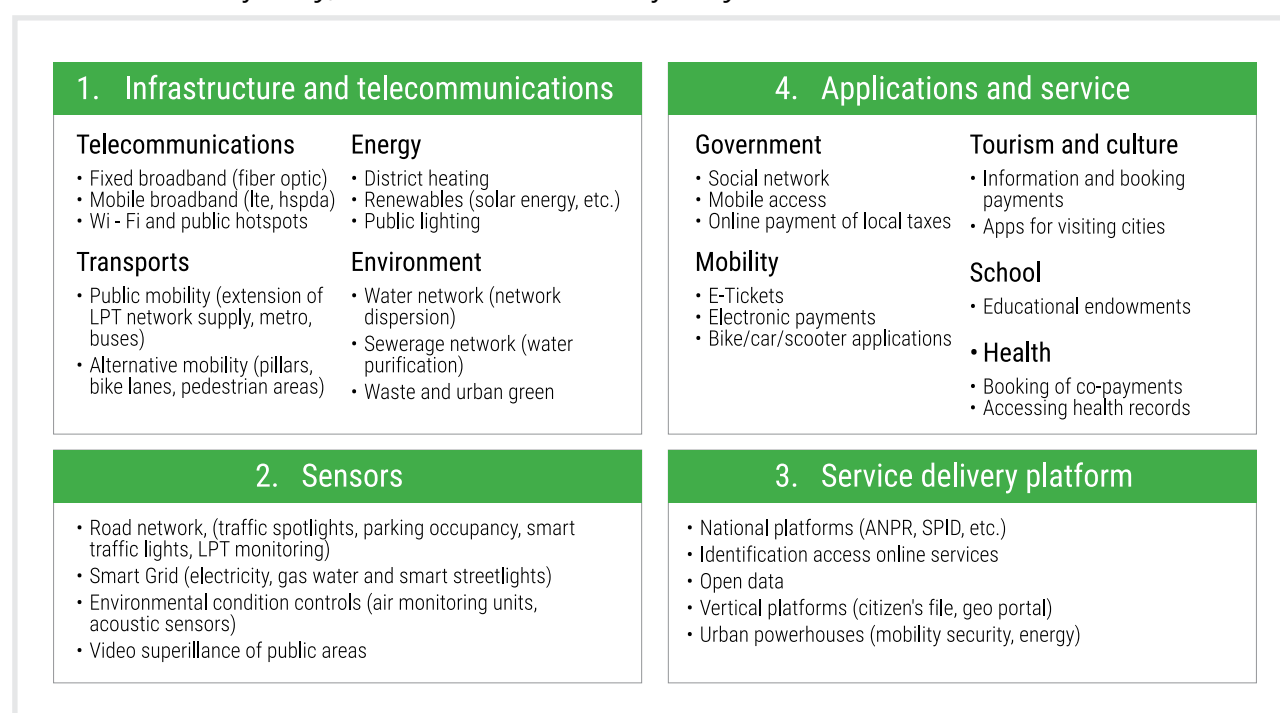 1. Infrastructure and telecommunications
Telecommunications
• Fixed broadband (fiber optic)
• Mobile broadband (lte, hspda)
• Wi - Fi and public hotspots
Transports
• Public mobility (extension of
LPT network supply, metro,
buses)
• Alternative mobility (pillars,
bike lanes, pedestrian areas)
Energy
• District heating
• Renewables (solar energy, etc.)
• Public lighting
Environment
• Water network (network
dispersion)
• Sewerage network (water
purification)
• Waste and urban green
4. Applications and service
Government
• Social network
• Mobile access
• Online payment of local taxes
Mobility
• E-Tickets
• Electronic payments
• Bike/car/scooter applications
Tourism and culture
• Information and booking
payments
• Apps for visiting cities
School
• Educational endowments
• Health
• Booking of co-payments
• Accessing health records
2. Sensors
• Road network, (traffic spotlights, parking occupancy, smart
traffic lights, LPT monitoring)
• Smart Grid (electricity, gas water and smart streetlights)
• Environmental condition controls (air monitoring units,
acoustic sensors)
• Video superillance of public areas
3. Service delivery platform
• National platforms (ANPR, SPID, etc.)
• Identification access online services
• Open data
• Vertical platforms (citizen's file, geo portal)
• Urban powerhouses (mobility security, energy)